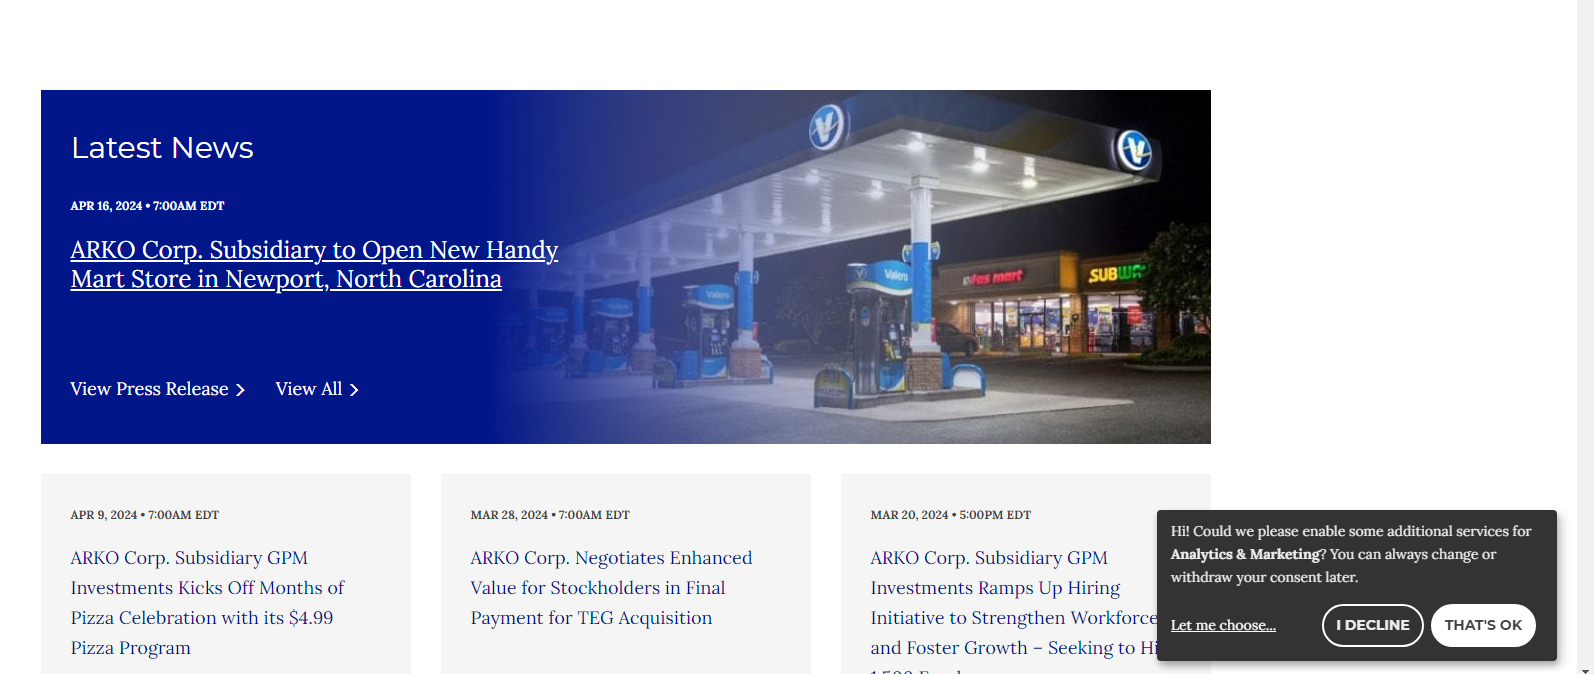 Latest News
APR 16, 2024 • 7:00AM EDT
ARKO Corp. Subsidiary to Open New Handy
Mart Store in Newport, North Carolina
View Press Release
View All
Valero
Valero
fas mart
SUBWAY
APR 9, 2024 • 7:00AM EDT
ARKO Corp. Subsidiary GPM
Investments Kicks Off Months of
Pizza Celebration with its $4.99
Pizza Program
MAR 28, 2024 • 7:00AM EDT
ARKO Corp. Negotiates Enhanced
Value for Stockholders in Final
Payment for TEG Acquisition
MAR 20, 2024 • 5:00PM EDT
ARKO Corp. Subsidiary GPM
Investments Ramps Up Hiring
Initiative to Strengthen Workforce
and Foster Growth – Seeking to
Hi! Could we please enable some additional services for
Analytics & Marketing? You can always change or
withdraw your consent later.
Let me choose...
I DECLINE
THAT'S OK